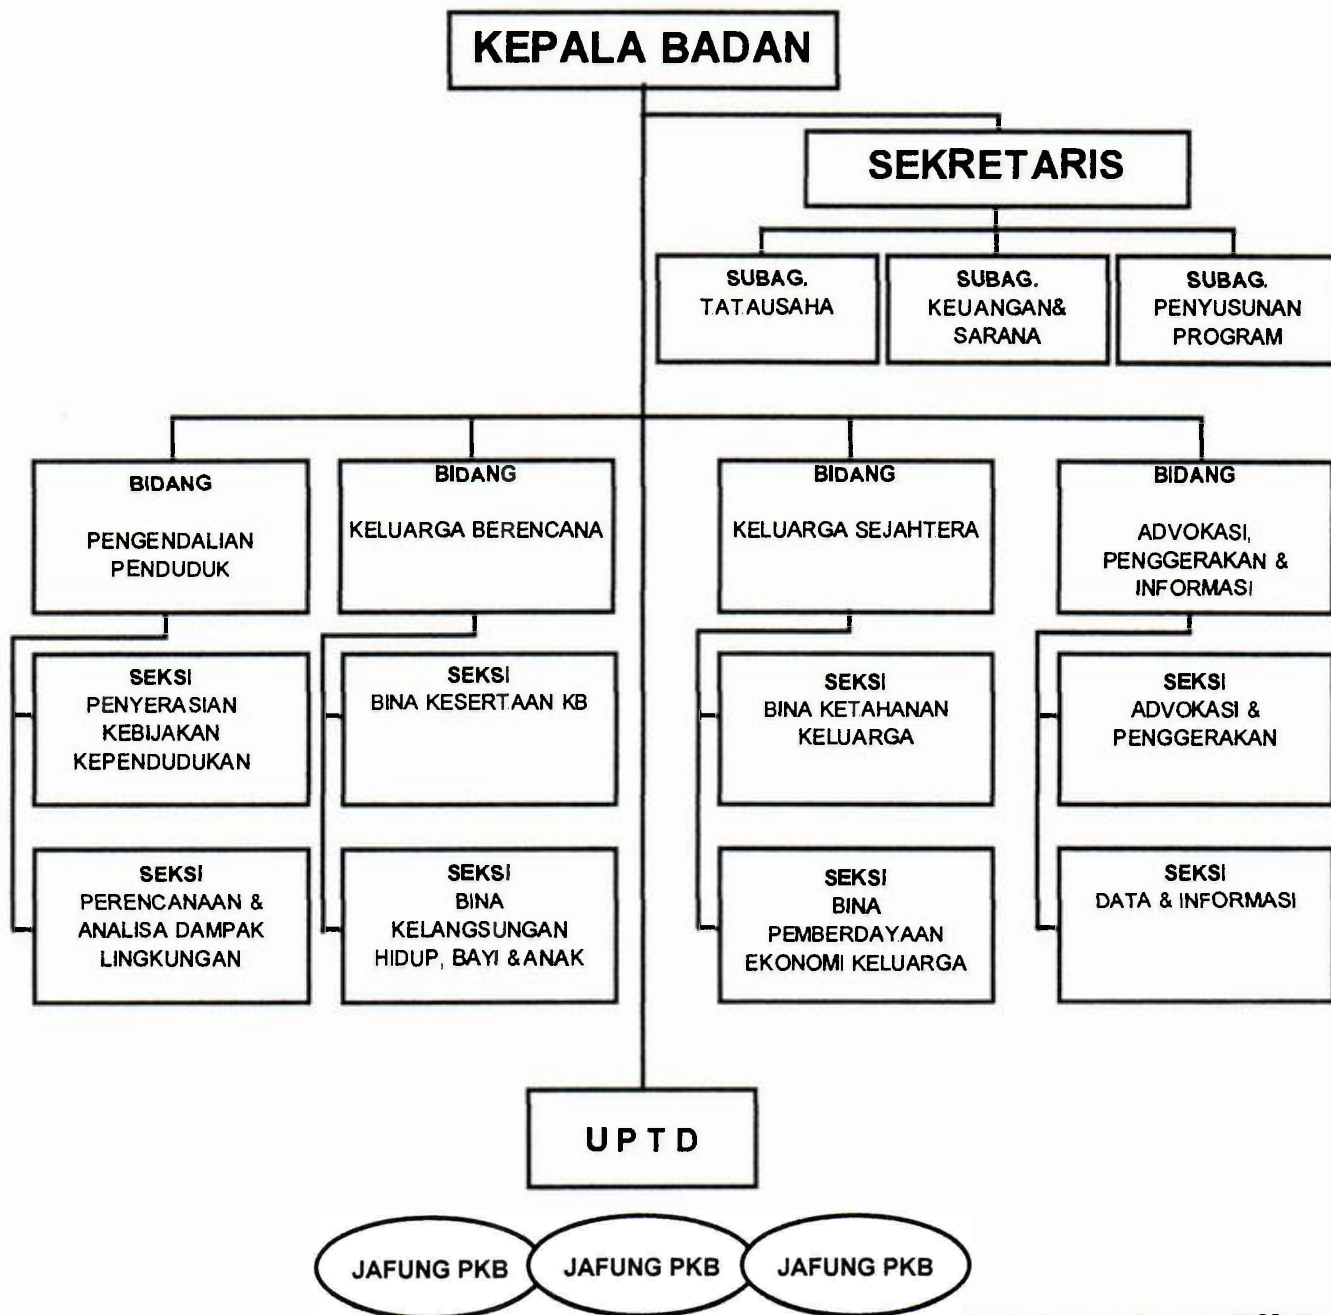 KEPALA BADAN
SEKRETARIS
SUBAG.
TATAUSAHA
SUBAG.
KEUANGAN&
SARANA
SUBAG.
PENYUSUNAN
PROGRAM
BIDANG
PENGENDALIAN
PENDUDUK
BIDANG
KELUARGA BERENCANA
BIDANG
KELUARGA SEJAHTERA
BIDANG
ADVOKASI,
PENGGERAKAN &
INFORMASI
SEKSI
PENYERASIAN
KEBIJAKAN
KEPENDUDUKAN
SEKSI
BINA KESERTAAN KB
SEKSI
BINA KETAHANAN
KELUARGA
SEKSI
ADVOKASI &
PENGGERAKAN
SEKSI
PERENCANAAN &
ANALISA DAMPAK
LINGKUNGAN
SEKSI
BINA
KELANGSUNGAN
HIDUP, BAYI &ANAK
SEKSI
BINA
PEMBERDAYAAN
EKONOMI KELUARGA
SEKSI
DATA & INFORMASI
U P T D
JAFUNG PKB
JAFUNG PKB
JAFUNG PKB